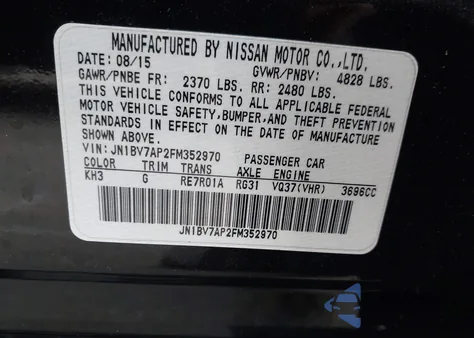 MANUFACTURED BY NISSAN MOTOR CO.,LTD.
DATE: 08/15 GVWR/PNBV: 4828 LBS.
GAWR/PNBE FR: 2370 LBS. RR: 2480 LBS.
THIS VEHICLE CONFORMS TO ALL APPLICABLE FEDERAL
MOTOR VEHICLE SAFETY,BUMPER,AND THEFT PREVENTION
STANDARDS IN EFFECT ON THE DATE OF MANUFACTURE
SHOWN ABOVE.
VIN: JN1BV7AP2FM352970 PASSENGER CAR
COLOR TRIM TRANS AXLE ENGINE
KH3 G RE7R01A RG31 VQ37(VHR) 3696CC
JN1BV7AP2FM352970